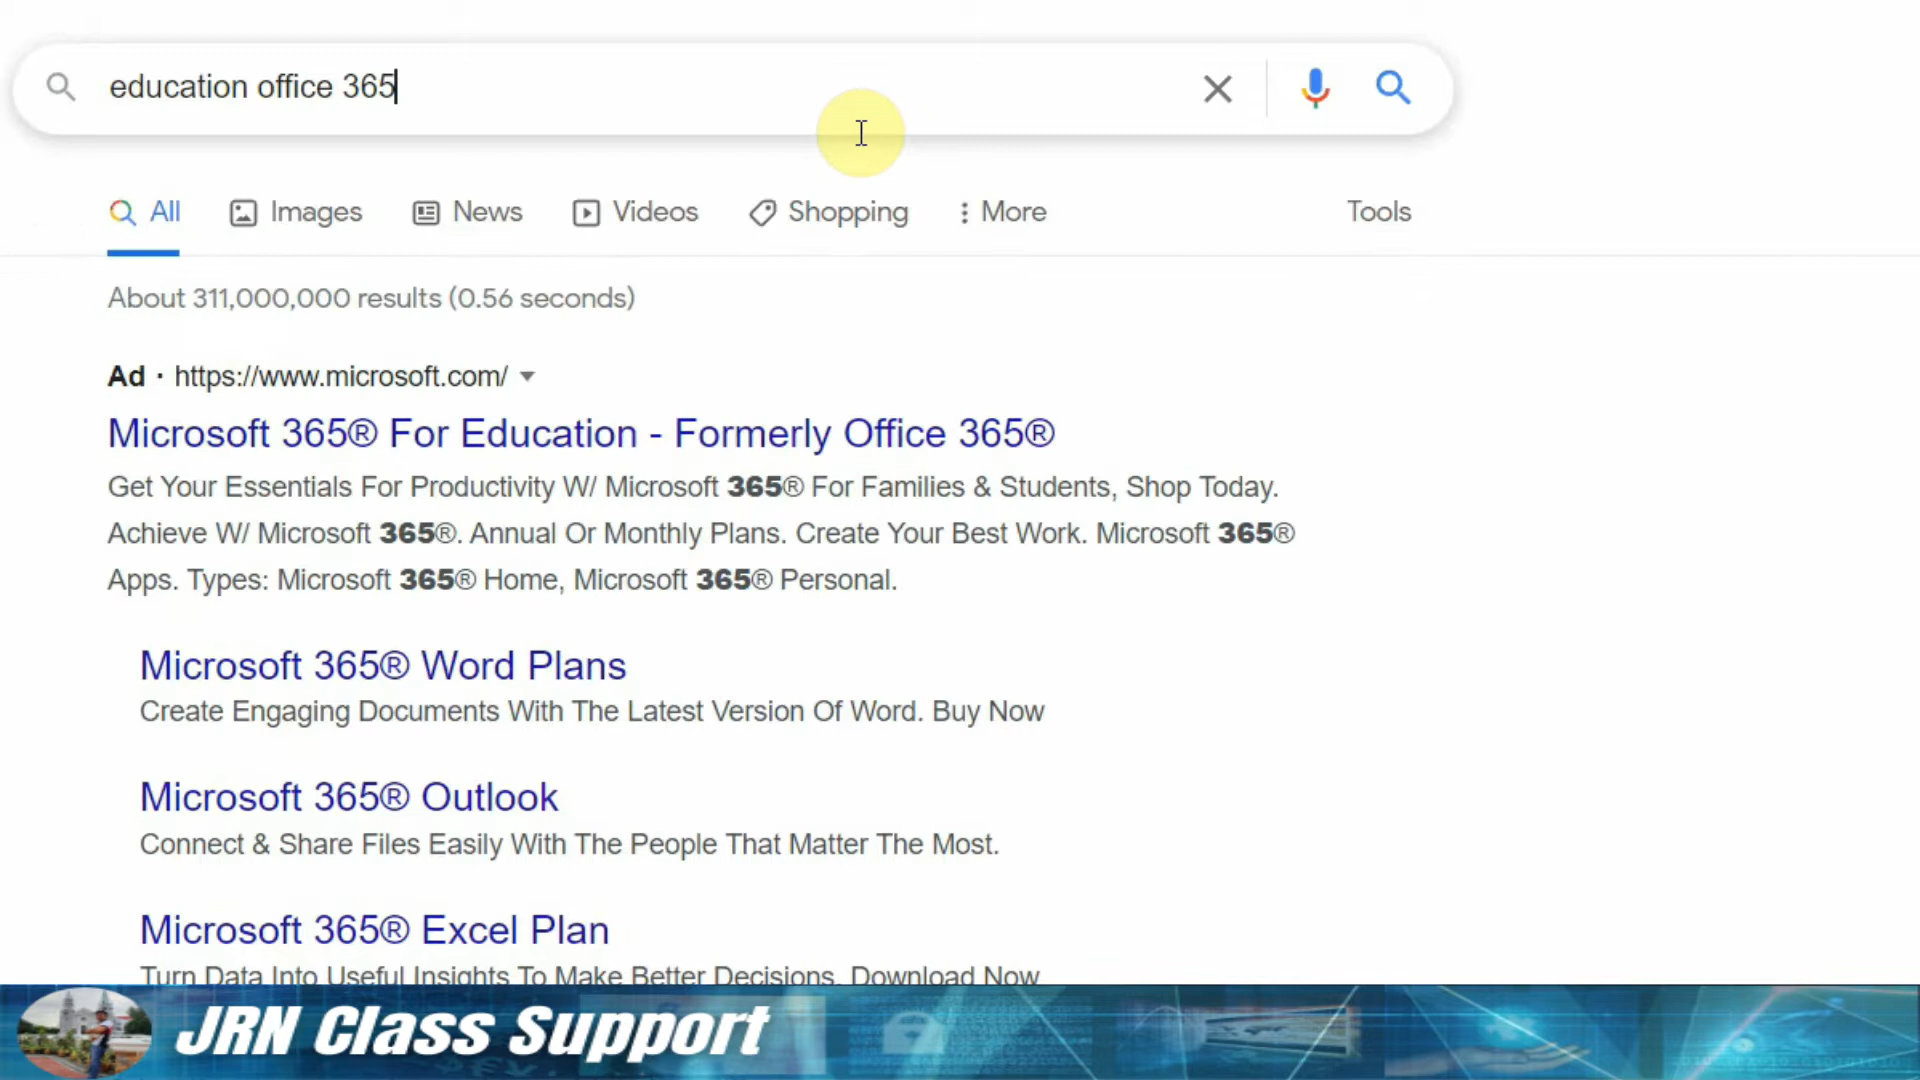 education office 365
All Images News Videos Shopping More Tools
About 311,000,000 results (0.56 seconds)
Ad · https://www.microsoft.com/
Microsoft 365® For Education - Formerly Office 365®
Get Your Essentials For Productivity W/ Microsoft 365® For Families & Students, Shop Today.
Achieve W/ Microsoft 365®. Annual Or Monthly Plans. Create Your Best Work. Microsoft 365®
Apps. Types: Microsoft 365® Home, Microsoft 365® Personal.
Microsoft 365® Word Plans
Create Engaging Documents With The Latest Version Of Word. Buy Now
Microsoft 365® Outlook
Connect & Share Files Easily With The People That Matter The Most.
Microsoft 365® Excel Plan
Turn Data Into Useful Insights To Make Better Decisions. Download Now
JRN Class Support